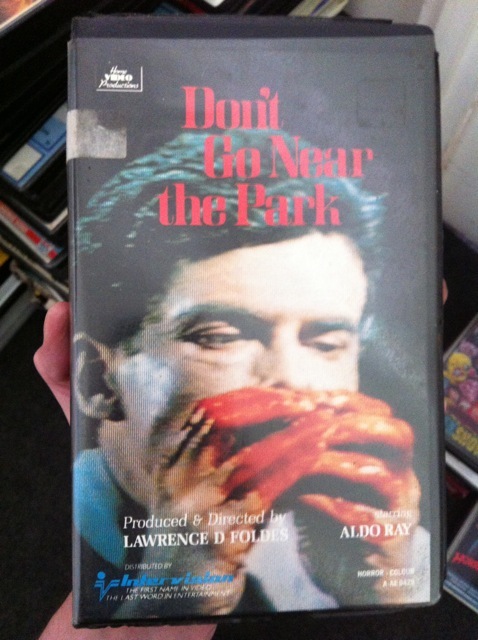 Home
VIDEO
Productions
Don't
Go Near
the Park
Produced & Directed by
LAWRENCE D FOLDES
starring
ALDO RAY
DISTRIBUTED BY
Intervision
THE FIRST NAME IN VIDEO
THE LAST WORD IN ENTERTAINMENT
HORROR - COLOUR